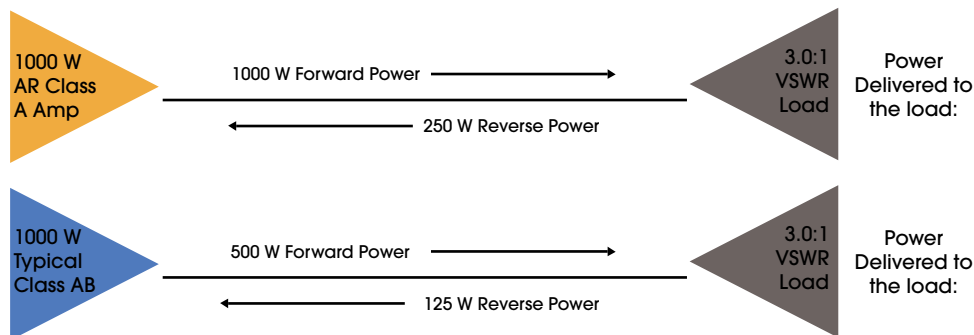 1000 W
AR Class
A Amp
1000 W Forward Power
250 W Reverse Power
3.0:1
VSWR
Load
Power
Delivered to
the load:
1000 W
Typical
Class AB
500 W Forward Power
125 W Reverse Power
3.0:1
VSWR
Load
Power
Delivered to
the load: